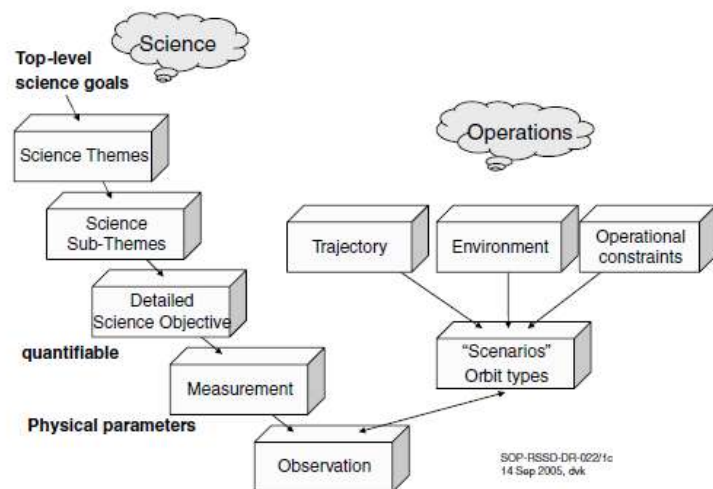 Science
Top-level
science goals
Operations
Science Themes
Science
Sub-Themes
Trajectory
Environment
Operational
constraints
Detailed
Science Objective
quantifiable
"Scenarios"
Orbit types
Measurement
Physical parameters
Observation
SOP-RSSD-DR-022/1c
14 Sep 2005, dvk